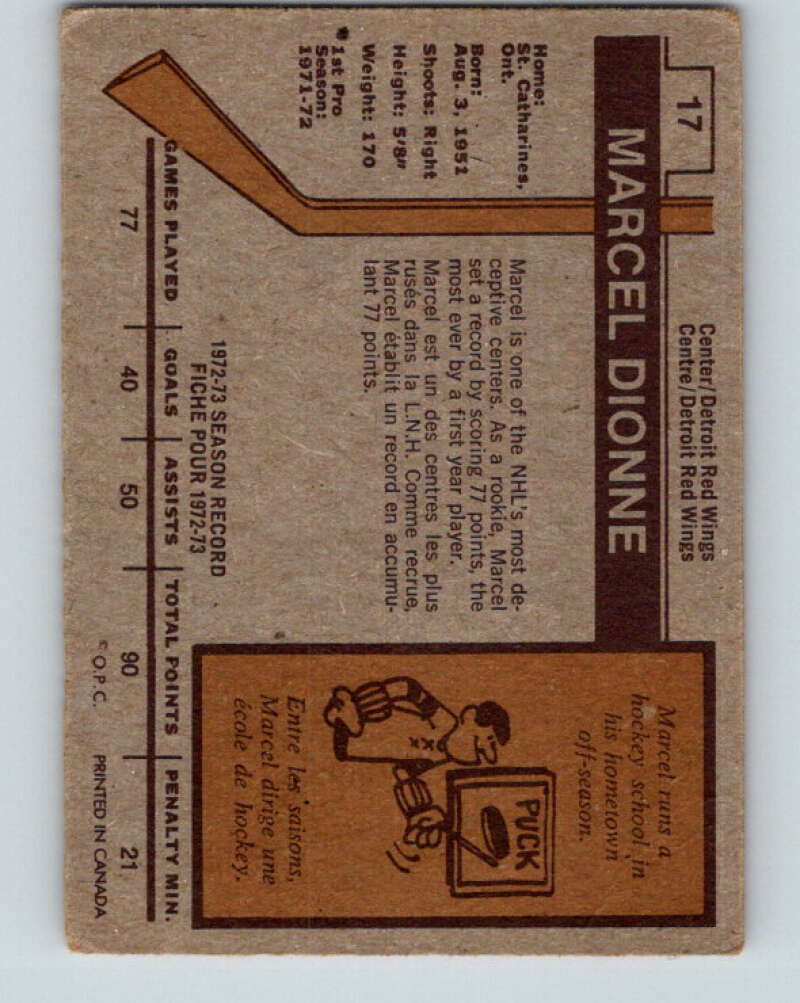 17
MARCEL DIONNE
Center/Detroit Red Wings
Centre/Detroit Red Wings
Home:
St. Catharines,
Ont.
Born:
Aug. 3, 1951
Shoots: Right
Height: 5'8"
Weight: 170
*1st Pro
Season:
1971-72
Marcel is one of the NHL's most de-
ceptive centers. As a rookie, Marcel
set a record by scoring 77 points, the
most ever by a first year player.
Marcel est un des centres les plus
rusés dans la L.N.H. Comme recrue,
Marcel établit un record en accumu-
lant 77 points.
Marcel runs a
hockey school in
his hometown
off-season.
PUCK
Entre les saisons,
Marcel dirige une
école de hockey.
1972-73 SEASON RECORD
FICHE POUR 1972-73
GAMES PLAYED GOALS ASSISTS TOTAL POINTS PENALTY MIN.
77 40 50 90 21
© O.P.C. PRINTED IN CANADA